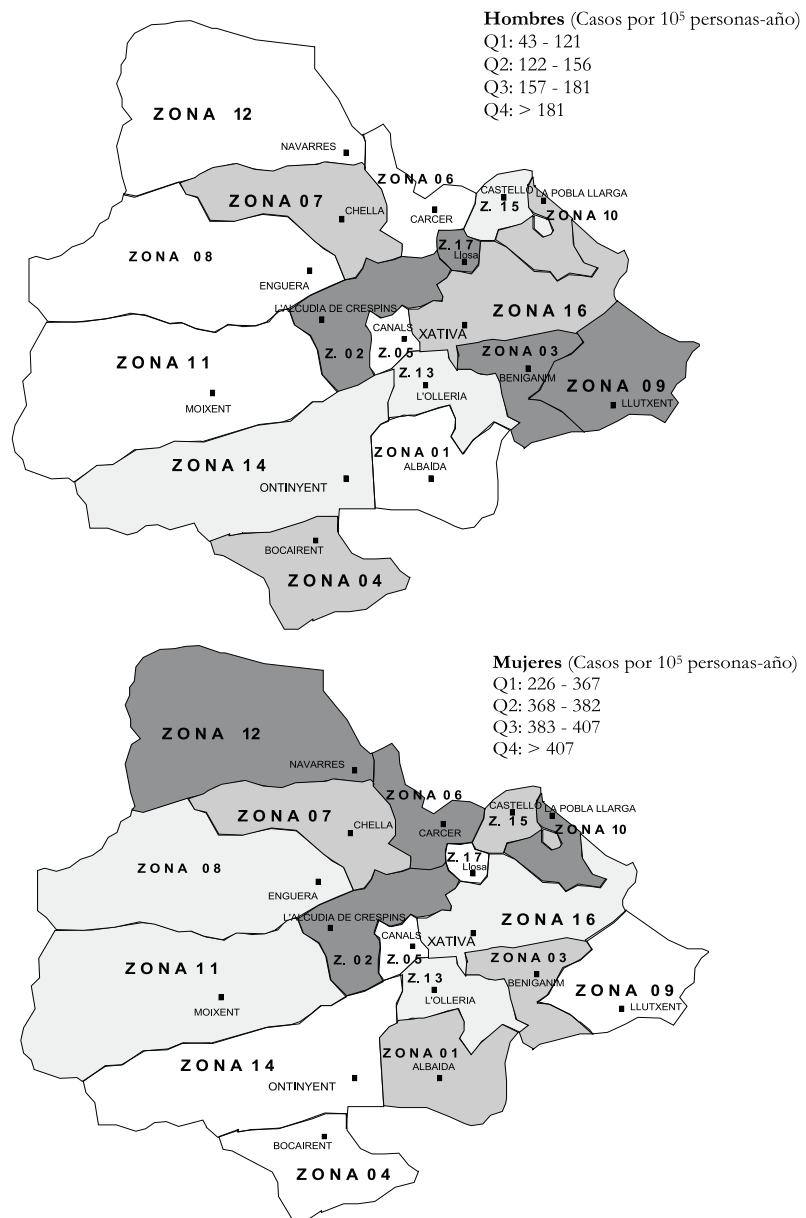 Hombres (Casos por 10⁵ personas-año)
Q1: 43 - 121
Q2: 122 - 156
Q3: 157 - 181
Q4: > 181
ZONA 12
NAVARRES
ZONA 06
CASTELLO
LA POBLA LLARGA
ZONA 07
CHELLA
CARCER
Z. 15
ZONA 10
ZONA 08
Z. 17
Llosa
ENGUERA
L'ALCUDIA DE CRESPINS
ZONA 16
CANALS
XATIVA
Z. 02
Z. 05
ZONA 03
ZONA 11
Z. 13
BENIGANIM
ZONA 09
L'OLLERIA
MOIXENT
LLUTXENT
ZONA 01
ZONA 14
ALBAIDA
ONTINYENT
BOCAIRENT
ZONA 04
Mujeres (Casos por 10⁵ personas-año)
Q1: 226 - 367
Q2: 368 - 382
Q3: 383 - 407
Q4: > 407
ZONA 12
NAVARRES
ZONA 06
CASTELLO
LA POBLA LLARGA
ZONA 07
CHELLA
CARCER
Z. 15
ZONA 10
ZONA 08
Z. 17
Llosa
ENGUERA
L'ALCUDIA DE CRESPINS
ZONA 16
CANALS
XATIVA
Z. 02
Z. 05
ZONA 03
ZONA 11
Z. 13
BENIGANIM
ZONA 09
L'OLLERIA
MOIXENT
LLUTXENT
ZONA 01
ZONA 14
ALBAIDA
ONTINYENT
BOCAIRENT
ZONA 04